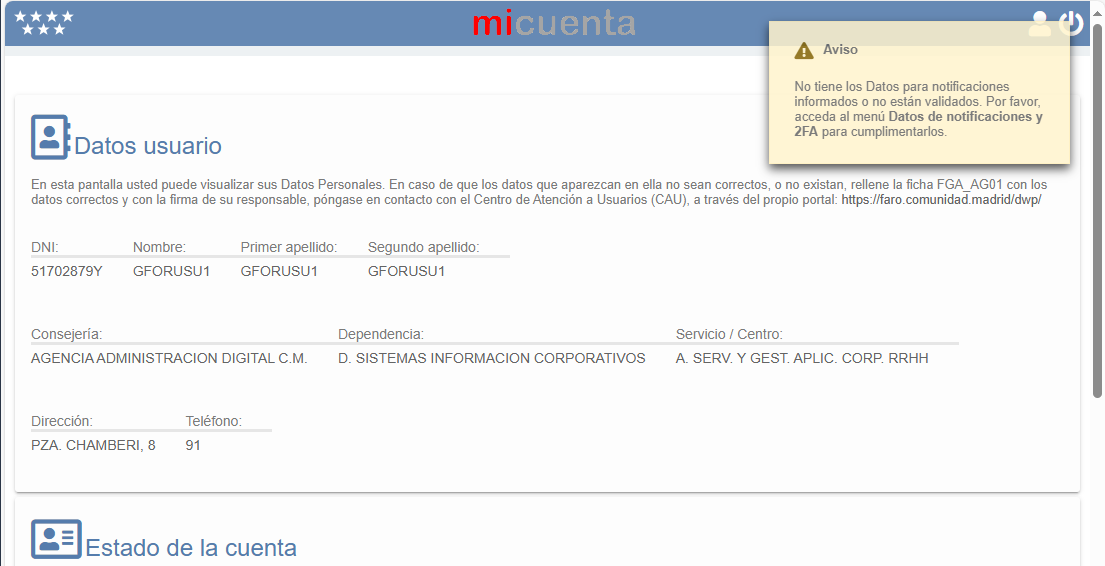 micuenta
Aviso
No tiene los Datos para notificaciones
informados o no están validados. Por favor,
acceda al menú Datos de notificaciones y
2FA para cumplimentarlos.
Datos usuario
En esta pantalla usted puede visualizar sus Datos Personales. En caso de que los datos que aparezcan en ella no sean correctos, o no existan, rellene la ficha FGA_AG01 con los
datos correctos y con la firma de su responsable, póngase en contacto con el Centro de Atención a Usuarios (CAU), a través del propio portal: https://faro.comunidad.madrid/dwp/
DNI: Nombre: Primer apellido: Segundo apellido:
51702879Y GFORUSU1 GFORUSU1 GFORUSU1
Consejería: Dependencia: Servicio / Centro:
AGENCIA ADMINISTRACION DIGITAL C.M. D. SISTEMAS INFORMACION CORPORATIVOS A. SERV. Y GEST. APLIC. CORP. RRHH
Dirección: Teléfono:
PZA. CHAMBERI, 8 91
Estado de la cuenta